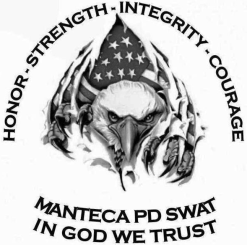 HONOR - STRENGTH - INTEGRITY - COURAGE
MANTECA PD SWAT
IN GOD WE TRUST